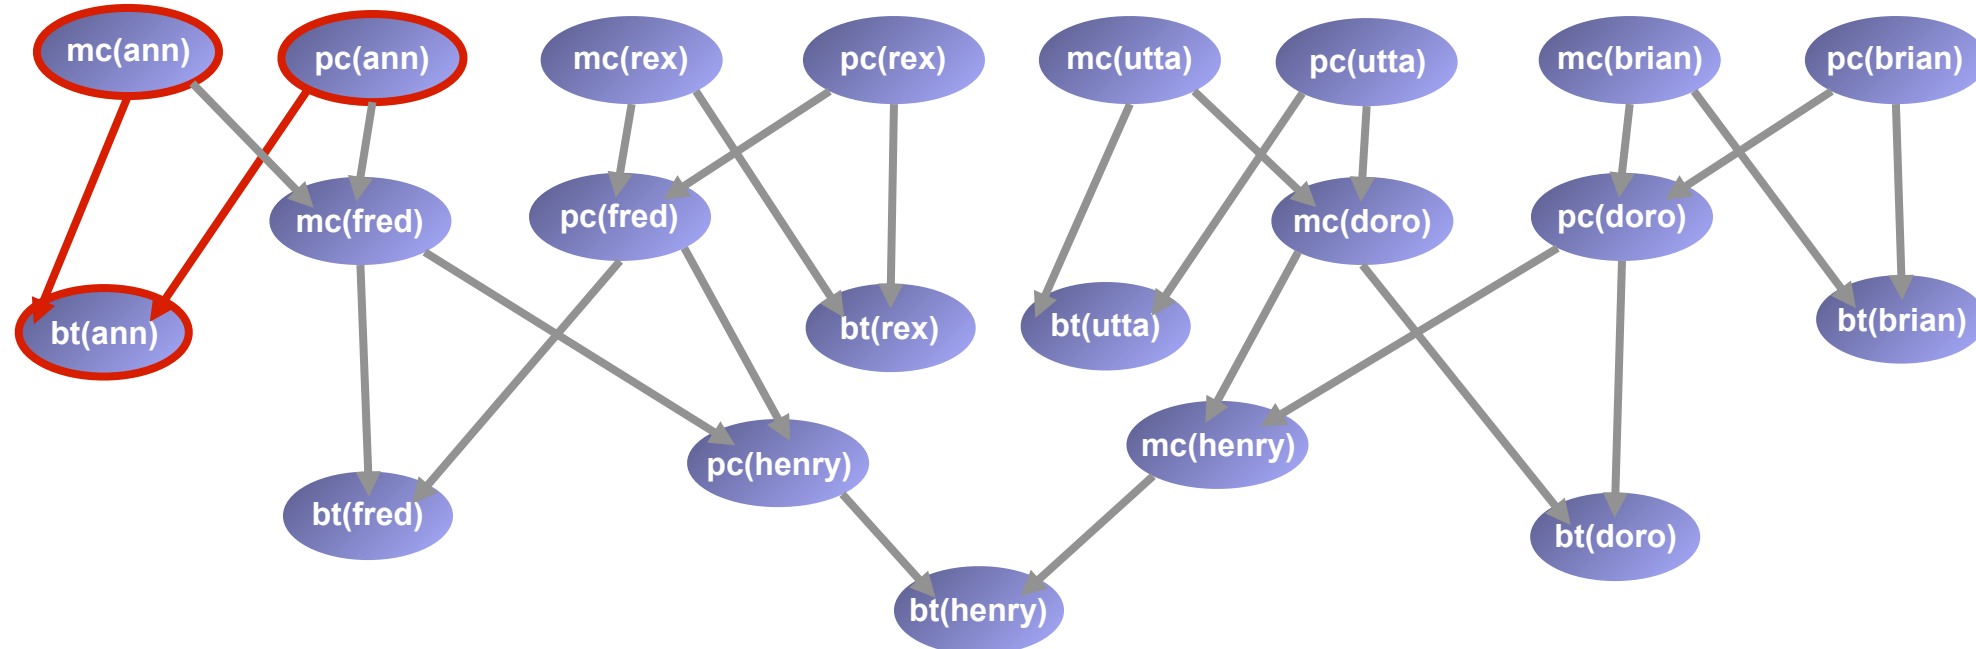 mc(ann)
pc(ann)
mc(rex)
pc(rex)
mc(utta)
pc(utta)
mc(brian)
pc(brian)
mc(fred)
pc(fred)
mc(doro)
pc(doro)
bt(ann)
bt(rex)
bt(utta)
bt(brian)
pc(henry)
mc(henry)
bt(fred)
bt(doro)
bt(henry)